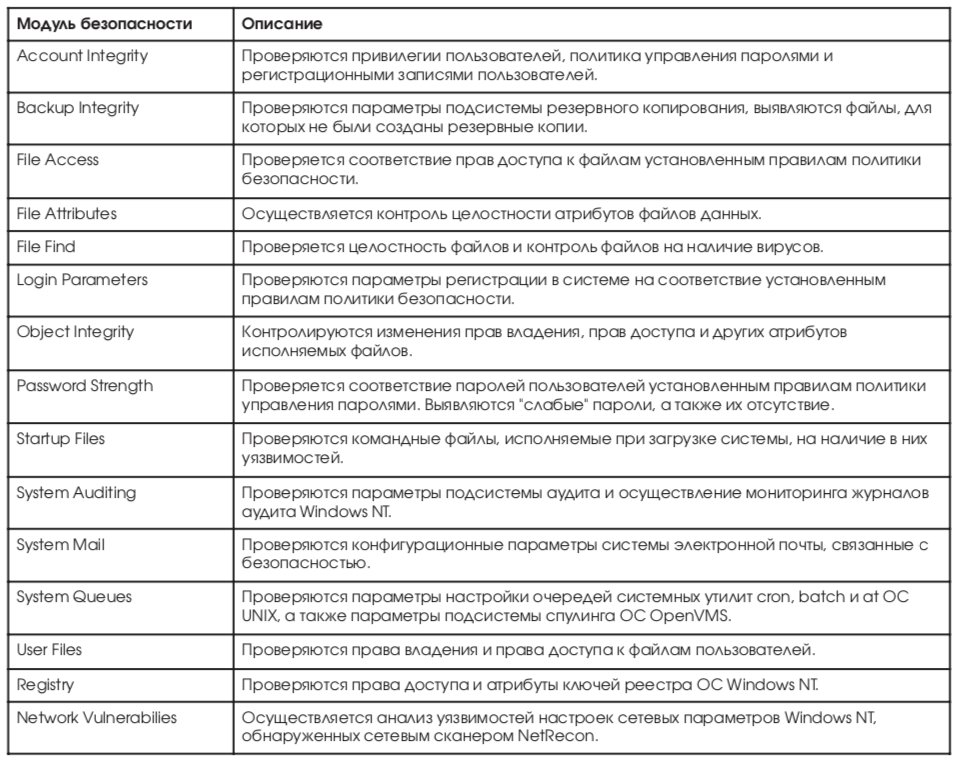 Модуль безопасности Описание
Account Integrity Проверяются привилегии пользователей, политика управления паролями и
регистрационными записями пользователей.
Backup Integrity Проверяются параметры подсистемы резервного копирования, выявляются файлы, для
которых не были созданы резервные копии.
File Access Проверяется соответствие прав доступа к файлам установленным правилам политики
безопасности.
File Attributes Осуществляется контроль целостности атрибутов файлов данных.
File Find Проверяется целостность файлов и контроль файлов на наличие вирусов.
Login Parameters Проверяются параметры регистрации в системе на соответствие установленным
правилам политики безопасности.
Object Integrity Контролируются изменения прав владения, прав доступа и других атрибутов
исполняемых файлов.
Password Strength Проверяется соответствие паролей пользователей установленным правилам политики
управления паролями. Выявляются "слабые" пароли, а также их отсутствие.
Startup Files Проверяются командные файлы, исполняемые при загрузке системы, на наличие в них
уязвимостей.
System Auditing Проверяются параметры подсистемы аудита и осуществление мониторинга журналов
аудита Windows NT.
System Mail Проверяются конфигурационные параметры системы электронной почты, связанные с
безопасностью.
System Queues Проверяются параметры настройки очередей системных утилит cron, batch и at ОС
UNIX, а также параметры подсистемы спулинга ОС OpenVMS.
User Files Проверяются права владения и права доступа к файлам пользователей.
Registry Проверяются права доступа и атрибуты ключей реестра ОС Windows NT.
Network Vulnerabilies Осуществляется анализ уязвимостей настроек сетевых параметров Windows NT,
обнаруженных сетевым сканером NetRecon.